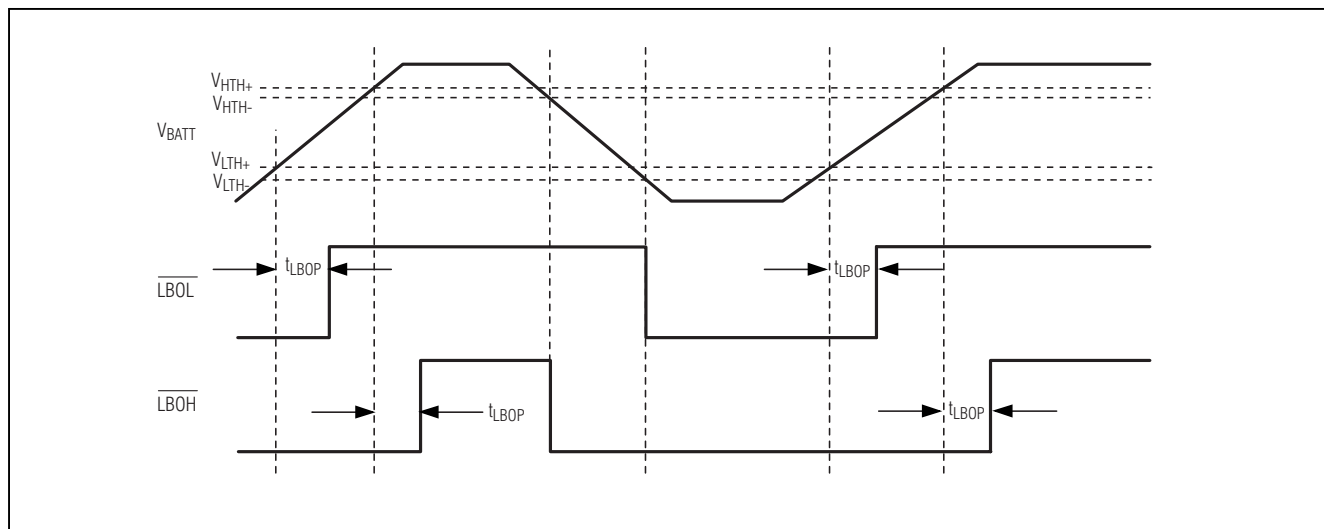 VHTH+
VHTH-
VBATT
VLTH+
VLTH-
tLBOP
tLBOP
LBOL
LBOH
tLBOP
tLBOP